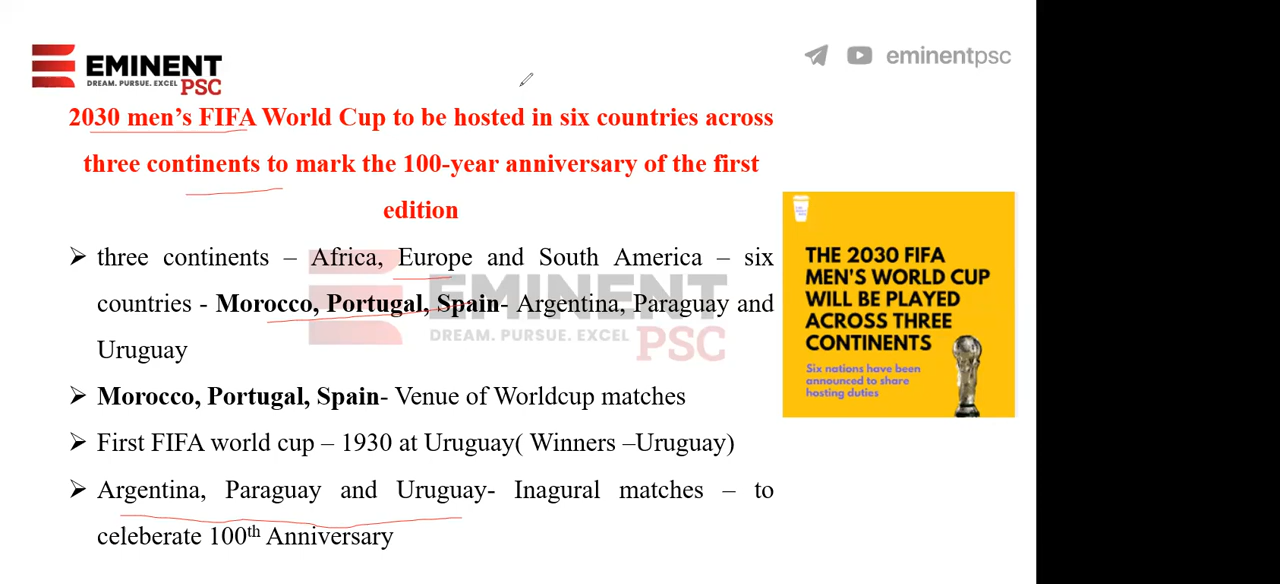 EMINENT
DREAM. PURSUE. EXCEL PSC
eminentpsc
2030 men's FIFA World Cup to be hosted in six countries across
three continents to mark the 100-year anniversary of the first
edition
➢ three continents – Africa, Europe and South America – six
countries - Morocco, Portugal, Spain- Argentina, Paraguay and
Uruguay
➢ Morocco, Portugal, Spain- Venue of Worldcup matches
➢ First FIFA world cup – 1930 at Uruguay( Winners –Uruguay)
➢ Argentina, Paraguay and Uruguay- Inagural matches – to
celeberate 100th Anniversary
EMINENT
DREAM. PURSUE. EXCEL PSC
THE 2030 FIFA
MEN'S WORLD CUP
WILL BE PLAYED
ACROSS THREE
CONTINENTS
Six nations have been
announced to share
hosting duties